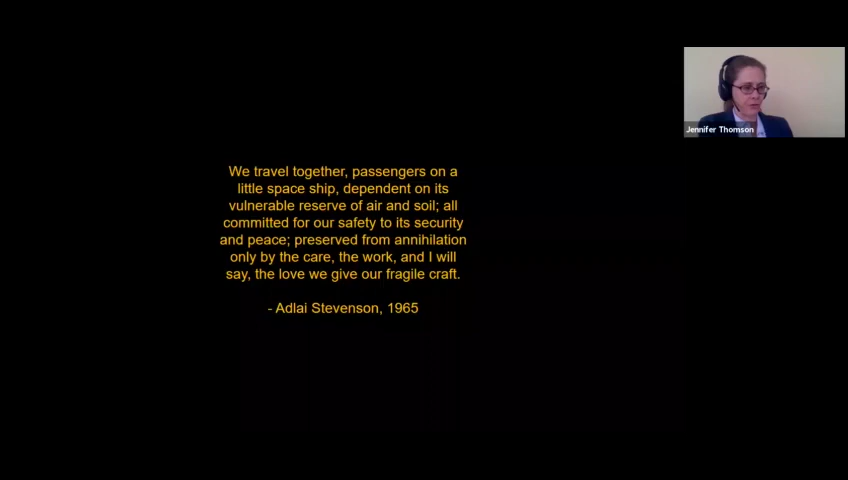 We travel together, passengers on a
little space ship, dependent on its
vulnerable reserve of air and soil; all
committed for our safety to its security
and peace; preserved from annihilation
only by the care, the work, and I will
say, the love we give our fragile craft.
- Adlai Stevenson, 1965
Jennifer Thomson